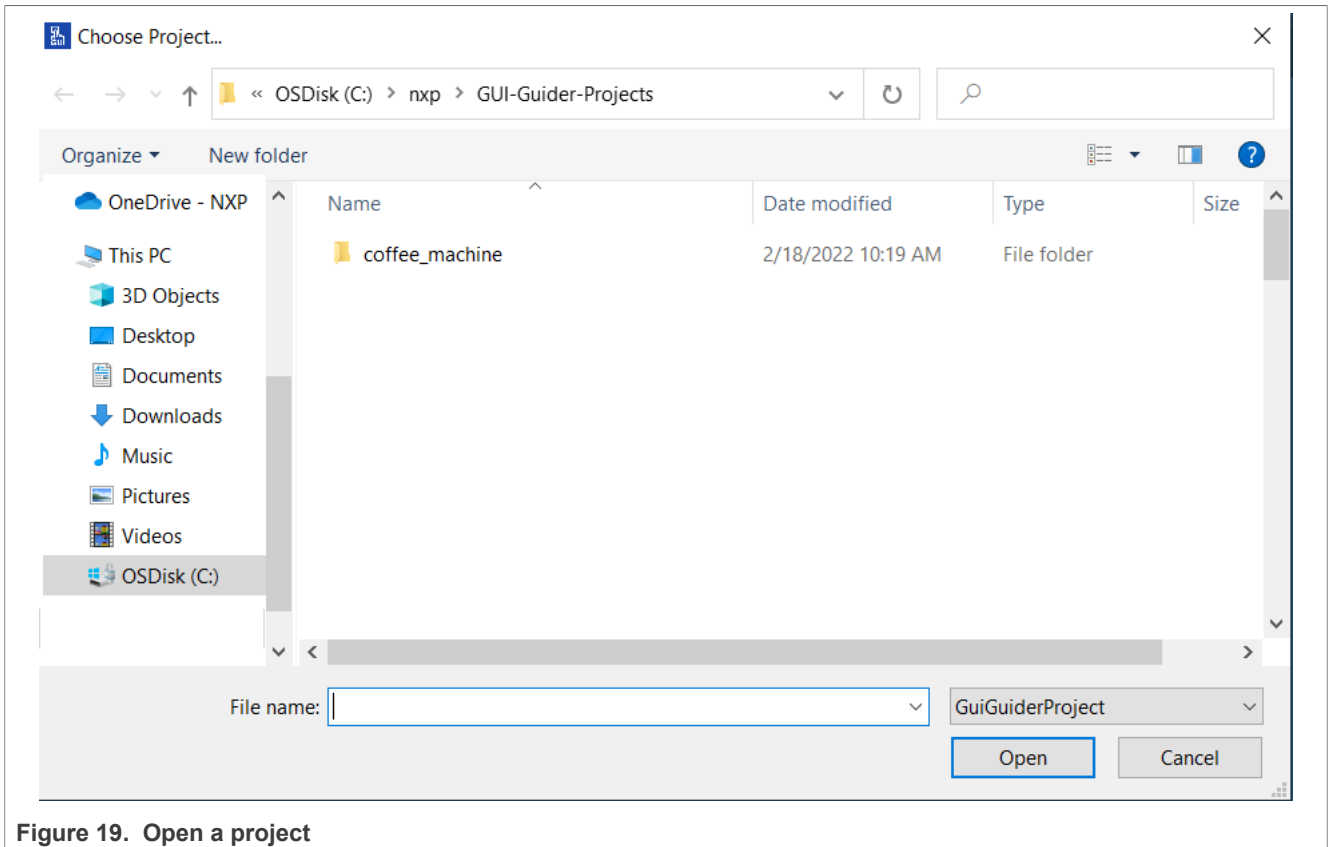 Choose Project...
« OSDisk (C:) > nxp > GUI-Guider-Projects
Organize New folder
Name Date modified Type Size
OneDrive - NXP
This PC
3D Objects
Desktop
Documents
Downloads
Music
Pictures
Videos
OSDisk (C:)
coffee_machine 2/18/2022 10:19 AM File folder
File name: GuiGuiderProject
Open Cancel
Figure 19. Open a project